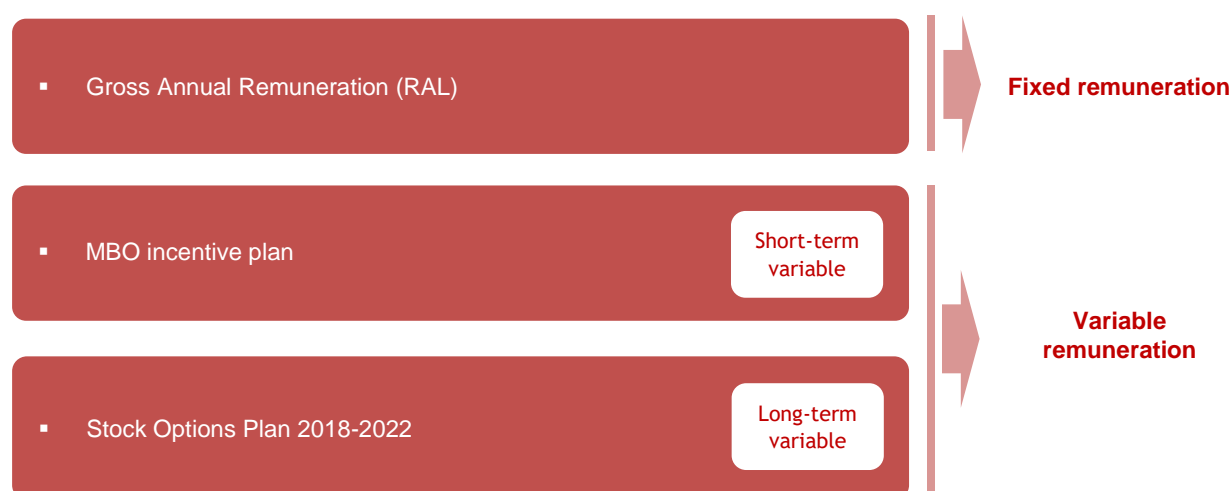 ▪ Gross Annual Remuneration (RAL)
Fixed remuneration
▪ MBO incentive plan
Short-term
variable
Variable
remuneration
▪ Stock Options Plan 2018-2022
Long-term
variable